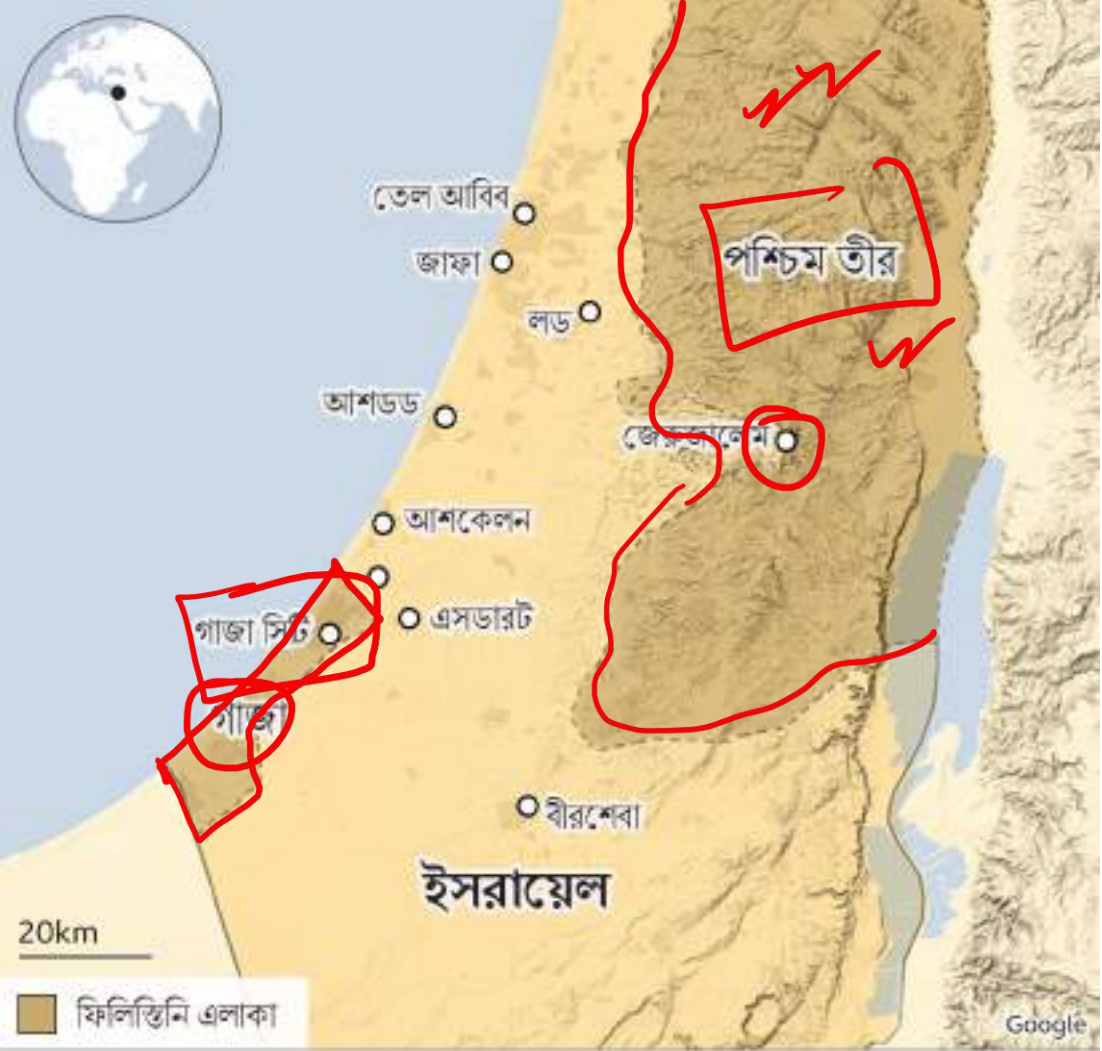 তেল আবিব
জাফা
পশ্চিম তীর
লড
আশডড
জেরুজালেম
আশকেলন
গাজা সিটি
এসডারট
গাজা
বীরশেবা
ইসরায়েল
20km
ফিলিস্তিনি এলাকা
Google